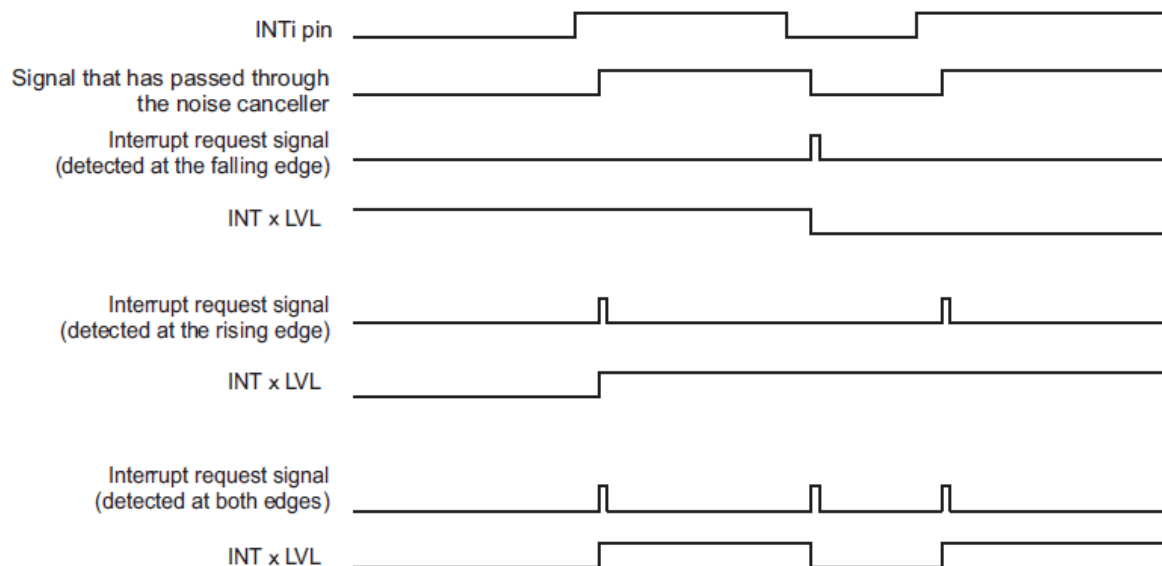 INTi pin
Signal that has passed through
the noise canceller
Interrupt request signal
(detected at the falling edge)
INT x LVL
Interrupt request signal
(detected at the rising edge)
INT x LVL
Interrupt request signal
(detected at both edges)
INT x LVL